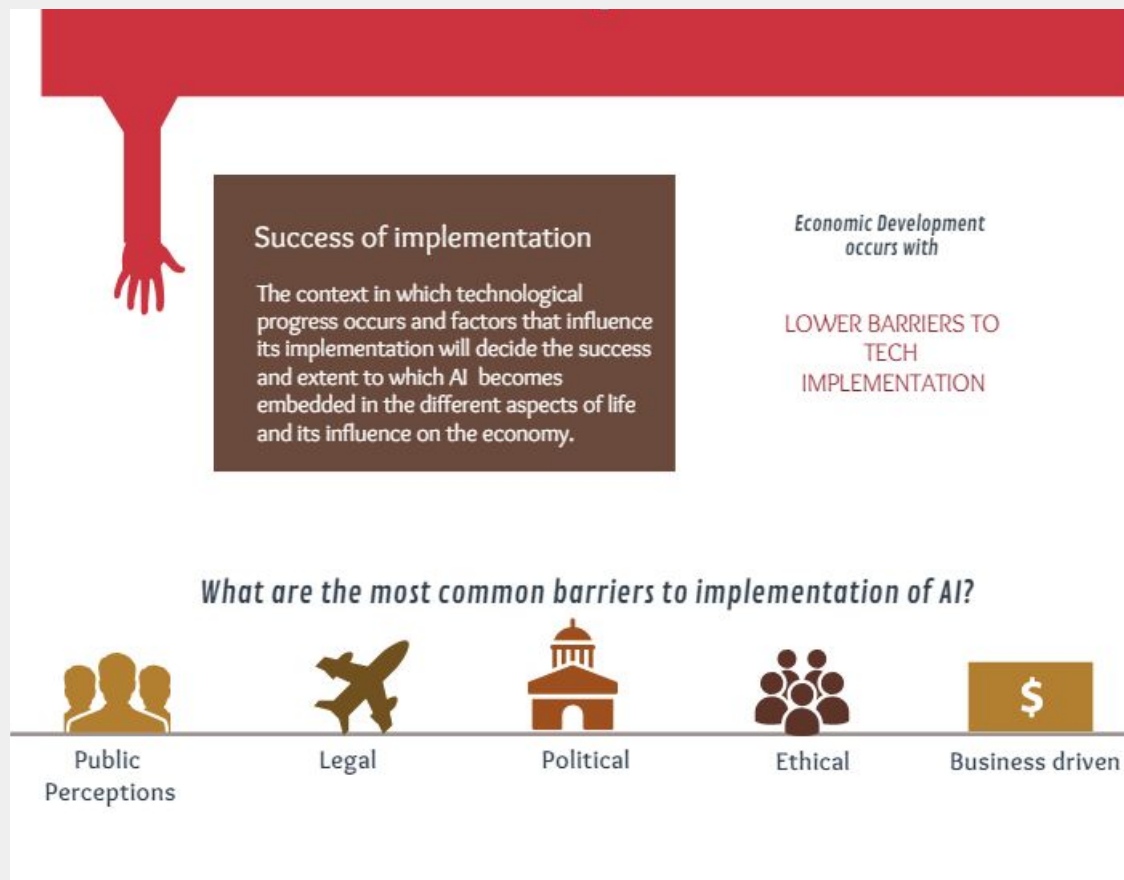 Success of implementation
The context in which technological
progress occurs and factors that influence
its implementation will decide the success
and extent to which AI becomes
embedded in the different aspects of life
and its influence on the economy.
Economic Development
occurs with
LOWER BARRIERS TO
TECH
IMPLEMENTATION
What are the most common barriers to implementation of AI?
$
Public
Perceptions
Legal
Political
Ethical
Business driven